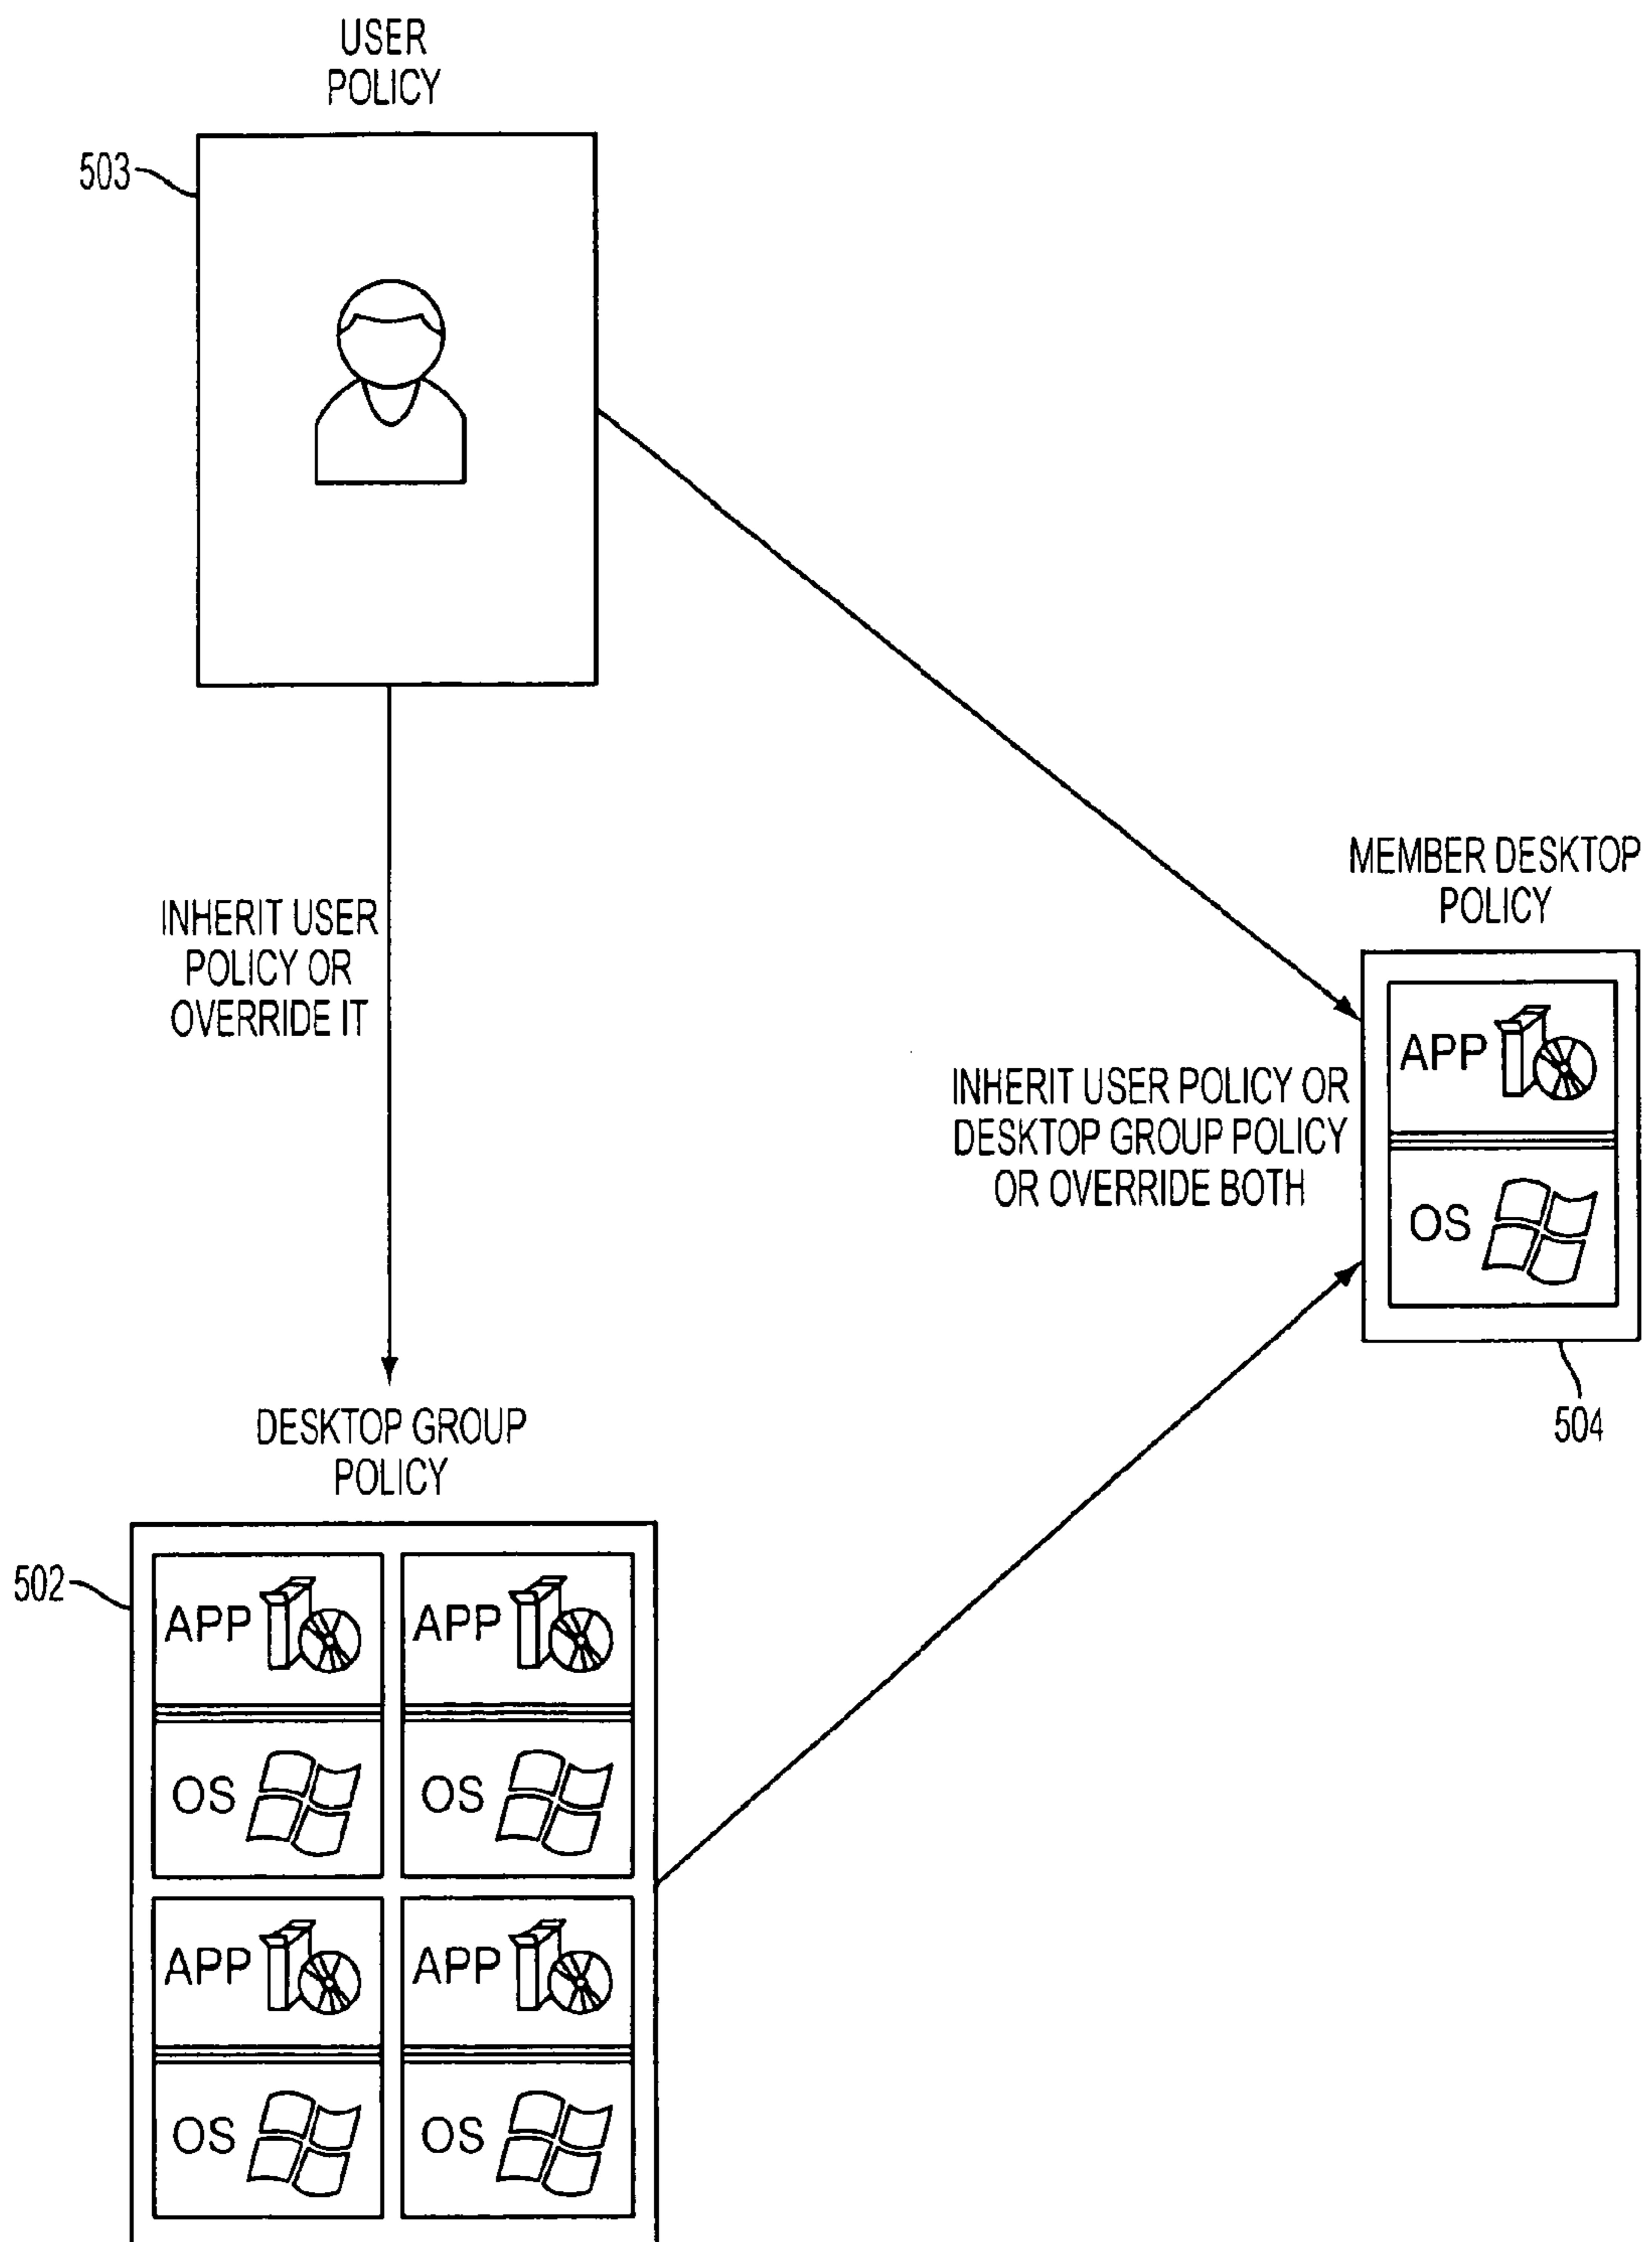 USER
POLICY
503
INHERIT USER
POLICY OR
OVERRIDE IT
MEMBER DESKTOP
POLICY
APP
OS
504
INHERIT USER POLICY OR
DESKTOP GROUP POLICY
OR OVERRIDE BOTH
DESKTOP GROUP
POLICY
502
APP
APP
OS
OS
APP
APP
OS
OS